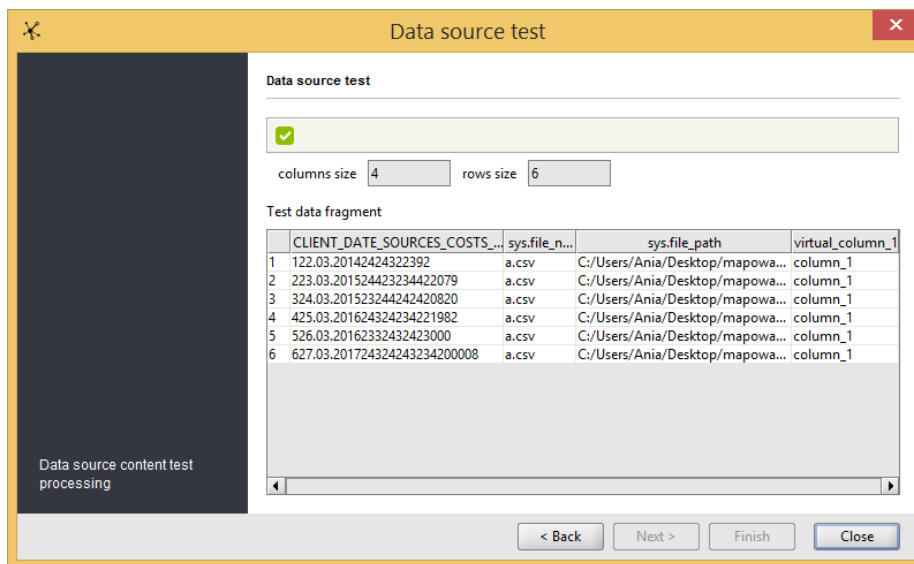 Data source test
Data source test
columns size 4 rows size 6
Test data fragment
CLIENT_DATE_SOURCES_COSTS_... sys.file_n... sys.file_path virtual_column_1
1 122.03.20142424322392 a.csv C:/Users/Ania/Desktop/mapowa... column_1
2 223.03.201524423234422079 a.csv C:/Users/Ania/Desktop/mapowa... column_1
3 324.03.201523244242420820 a.csv C:/Users/Ania/Desktop/mapowa... column_1
4 425.03.201624324234221982 a.csv C:/Users/Ania/Desktop/mapowa... column_1
5 526.03.20162332432423000 a.csv C:/Users/Ania/Desktop/mapowa... column_1
6 627.03.201724324243234200008 a.csv C:/Users/Ania/Desktop/mapowa... column_1
Data source content test
processing
< Back Next > Finish Close